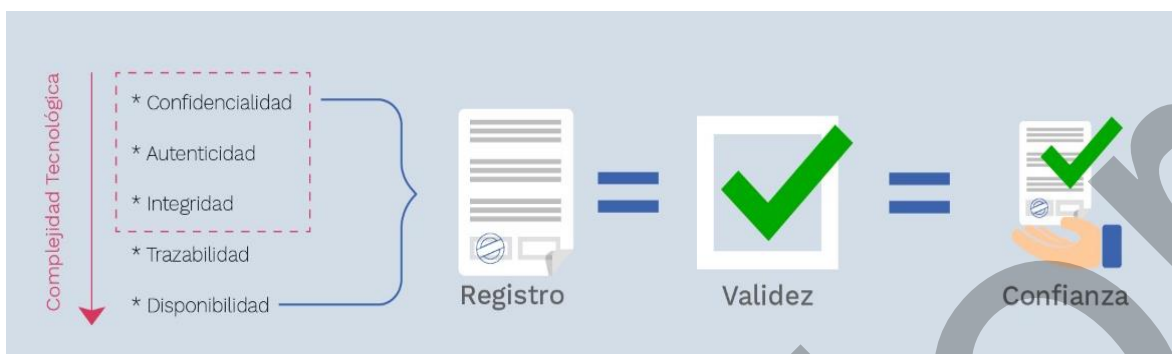 Complejidad Tecnológica
* Confidencialidad
* Autenticidad
* Integridad
* Trazabilidad
* Disponibilidad
Registro
Validez
Confianza